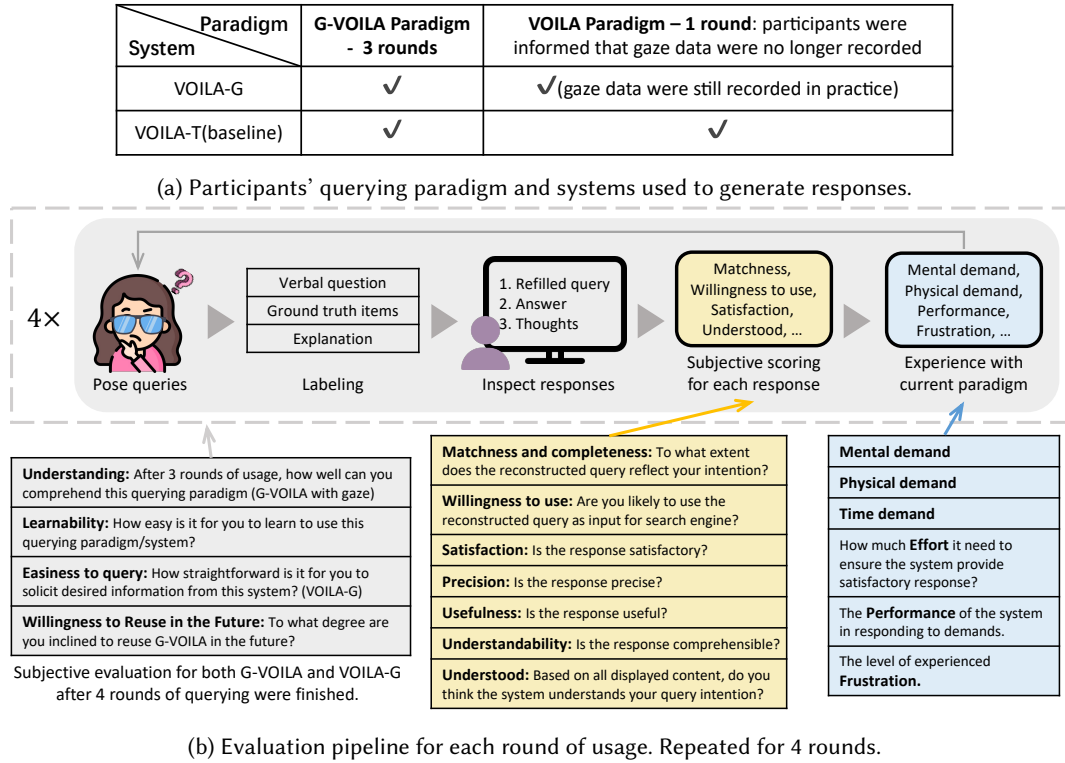 Paradigm
System
G-VOILA Paradigm
- 3 rounds
VOILA Paradigm – 1 round: participants were
informed that gaze data were no longer recorded
VOILA-G
✓
✓(gaze data were still recorded in practice)
VOILA-T(baseline)
✓
✓
(a) Participants' querying paradigm and systems used to generate responses.
4×
?
Pose queries
Verbal question
Ground truth items
Explanation
Labeling
1. Refilled query
2. Answer
3. Thoughts
Inspect responses
Matchness,
Willingness to use,
Satisfaction,
Understood, ...
Subjective scoring
for each response
Mental demand,
Physical demand,
Performance,
Frustration, ...
Experience with
current paradigm
Understanding: After 3 rounds of usage, how well can you
comprehend this querying paradigm (G-VOILA with gaze)
Learnability: How easy is it for you to learn to use this
querying paradigm/system?
Easiness to query: How straightforward is it for you to
solicit desired information from this system? (VOILA-G)
Willingness to Reuse in the Future: To what degree are
you inclined to reuse G-VOILA in the future?
Subjective evaluation for both G-VOILA and VOILA-G
after 4 rounds of querying were finished.
Matchness and completeness: To what extent
does the reconstructed query reflect your intention?
Willingness to use: Are you likely to use the
reconstructed query as input for search engine?
Satisfaction: Is the response satisfactory?
Precision: Is the response precise?
Usefulness: Is the response useful?
Understandability: Is the response comprehensible?
Understood: Based on all displayed content, do you
think the system understands your query intention?
Mental demand
Physical demand
Time demand
How much Effort it need to
ensure the system provide
satisfactory response?
The Performance of the system
in responding to demands.
The level of experienced
Frustration.
(b) Evaluation pipeline for each round of usage. Repeated for 4 rounds.